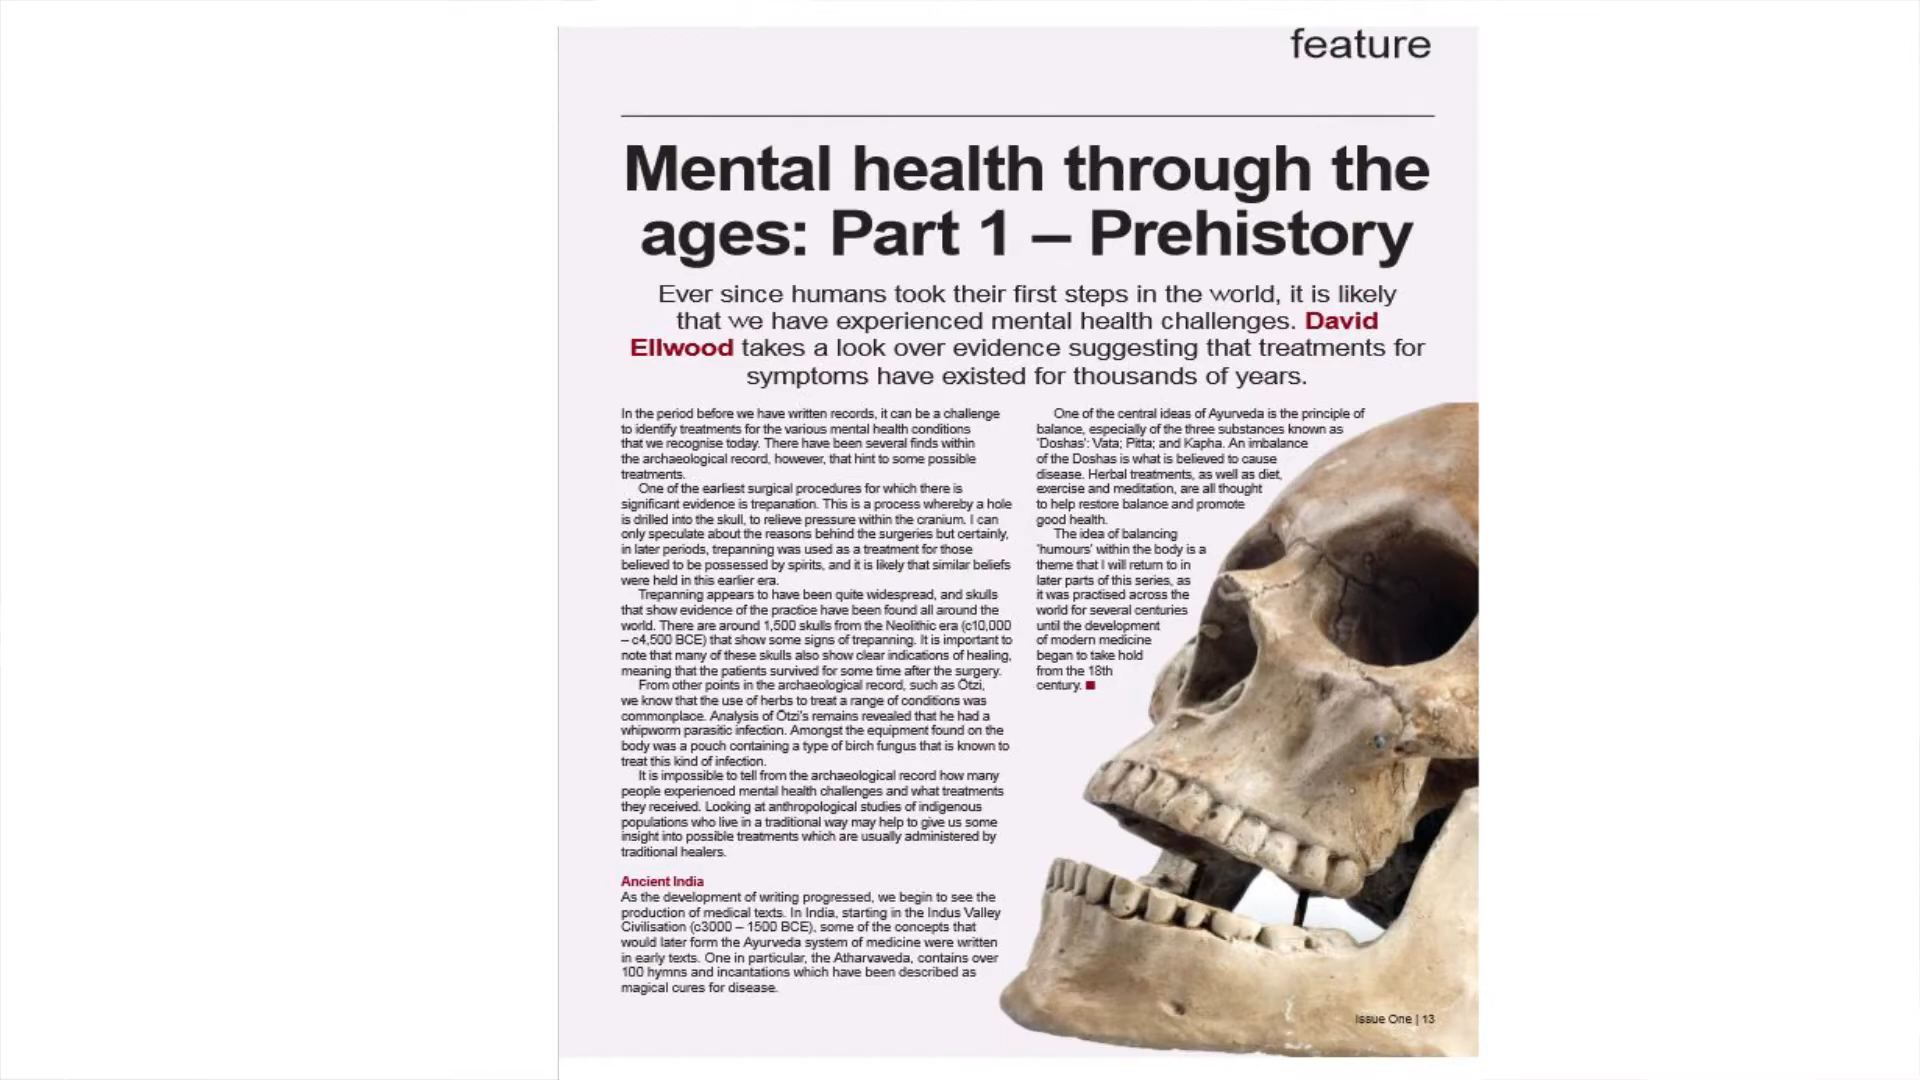 feature
Mental health through the
ages: Part 1 – Prehistory
Ever since humans took their first steps in the world, it is likely
that we have experienced mental health challenges. David
Ellwood takes a look over evidence suggesting that treatments for
symptoms have existed for thousands of years.
In the period before we have written records, it can be a challenge
to identify treatments for the various mental health conditions
that we recognise today. There have been several finds within
the archaeological record, however, that hint to some possible
treatments.
One of the earliest surgical procedures for which there is
significant evidence is trepanation. This is a process whereby a hole
is drilled into the skull, to relieve pressure within the cranium. I can
only speculate about the reasons behind the surgeries but certainly,
in later periods, trepanning was used as a treatment for those
believed to be possessed by spirits, and it is likely that similar beliefs
were held in this earlier era.
Trepanning appears to have been quite widespread, and skulls
that show evidence of the practice have been found all around the
world. There are around 1,500 skulls from the Neolithic era (c10,000
– c4,500 BCE) that show some signs of trepanning. It is important to
note that many of these skulls also show clear indications of healing,
meaning that the patients survived for some time after the surgery.
From other points in the archaeological record, such as Ötzi,
we know that the use of herbs to treat a range of conditions was
commonplace. Analysis of Ötzi's remains revealed that he had a
whipworm parasitic infection. Amongst the equipment found on the
body was a pouch containing a type of birch fungus that is known to
treat this kind of infection.
It is impossible to tell from the archaeological record how many
people experienced mental health challenges and what treatments
they received. Looking at anthropological studies of indigenous
populations who live in a traditional way may help to give us some
insight into possible treatments which are usually administered by
traditional healers.
Ancient India
As the development of writing progressed, we begin to see the
production of medical texts. In India, starting in the Indus Valley
Civilisation (c3000 – 1500 BCE), some of the concepts that
would later form the Ayurveda system of medicine were written
in early texts. One in particular, the Atharvaveda, contains over
100 hymns and incantations which have been described as
magical cures for disease.
One of the central ideas of Ayurveda is the principle of
balance, especially of the three substances known as
'Doshas': Vata; Pitta; and Kapha. An imbalance
of the Doshas is what is believed to cause
disease. Herbal treatments, as well as diet,
exercise and meditation, are all thought
to help restore balance and promote
good health.
The idea of balancing
'humours' within the body is a
theme that I will return to in
later parts of this series, as
it was practised across the
world for several centuries
until the development
of modern medicine
began to take hold
from the 18th
century.
Issue One | 13